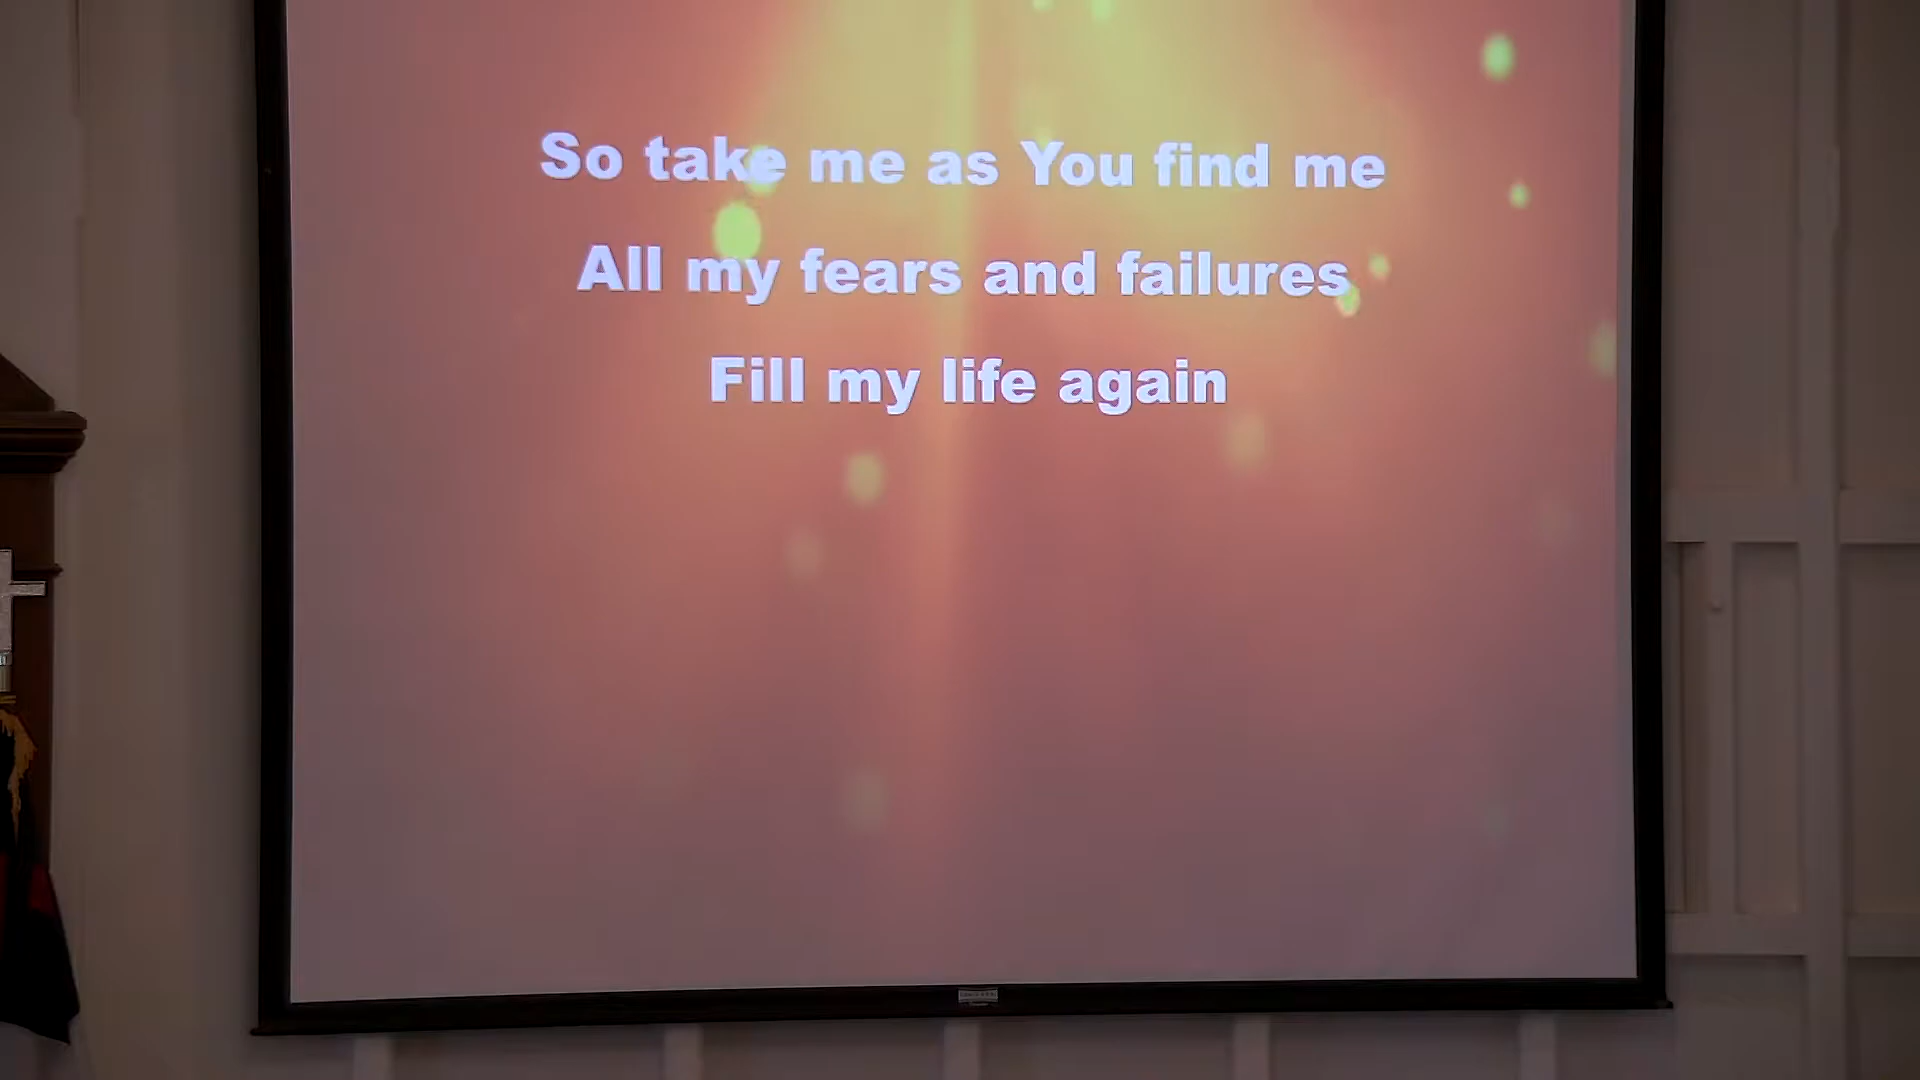 So take me as You find me
All my fears and failures
Fill my life again